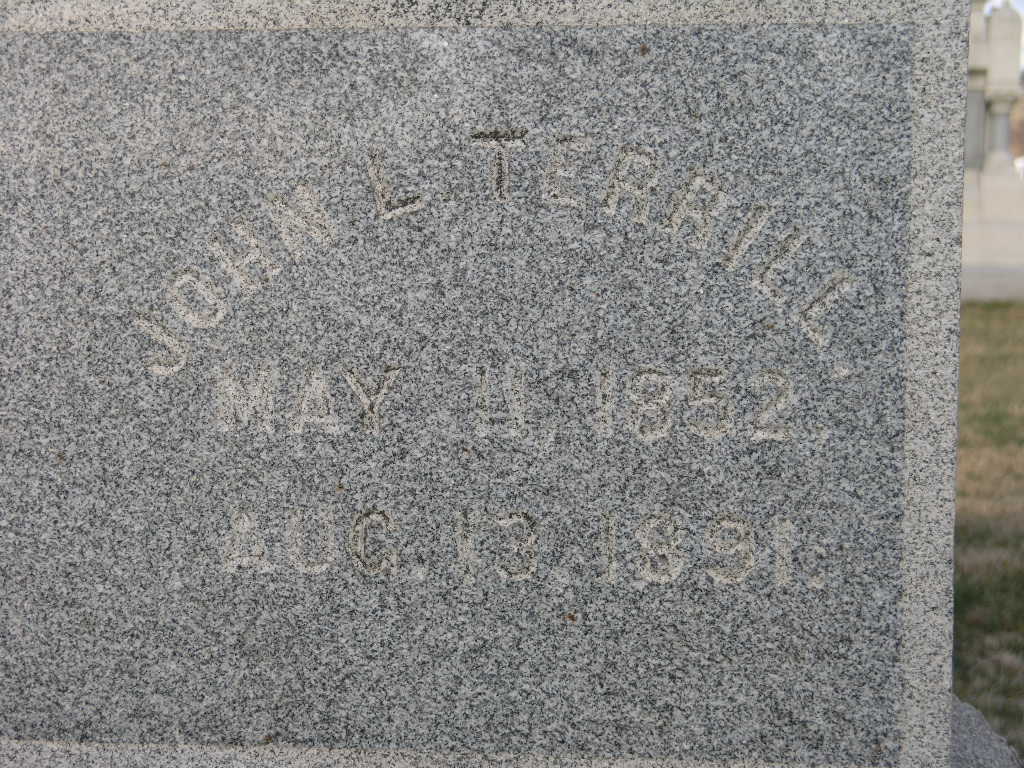 JOHN L. TERRILL.
MAY 11, 1852.
AUG. 13, 1891.